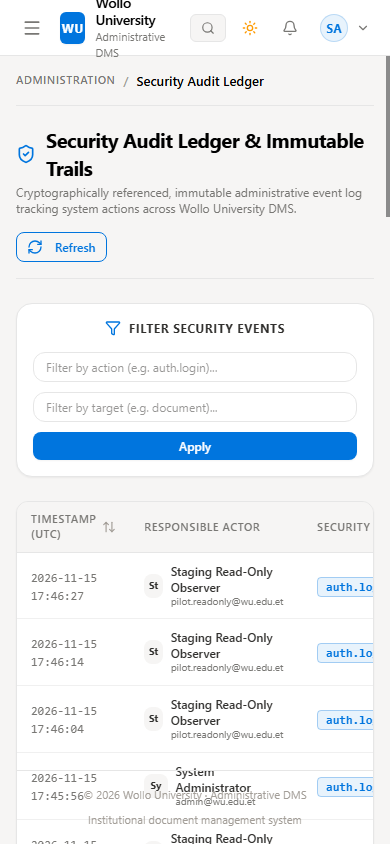 WU
Wollo
University
Administrative
DMS
SA
ADMINISTRATION / Security Audit Ledger
Security Audit Ledger & Immutable
Trails
Cryptographically referenced, immutable administrative event log
tracking system actions across Wollo University DMS.
Refresh
FILTER SECURITY EVENTS
Filter by action (e.g. auth.login)...
Filter by target (e.g. document)...
Apply
TIMESTAMP
(UTC)
RESPONSIBLE ACTOR
SECURITY
2026-11-15
17:46:27
St
Staging Read-Only
Observer
pilot.readonly@wu.edu.et
auth.lo
2026-11-15
17:46:14
St
Staging Read-Only
Observer
pilot.readonly@wu.edu.et
auth.lo
2026-11-15
17:46:04
St
Staging Read-Only
Observer
pilot.readonly@wu.edu.et
auth.lo
2026-11-15
17:45:56
Sy
System
Administrator
admin@wu.edu.et
auth.lo
© 2026 Wollo University · Administrative DMS
Institutional document management system
2026-11-15
Staging Read-Only